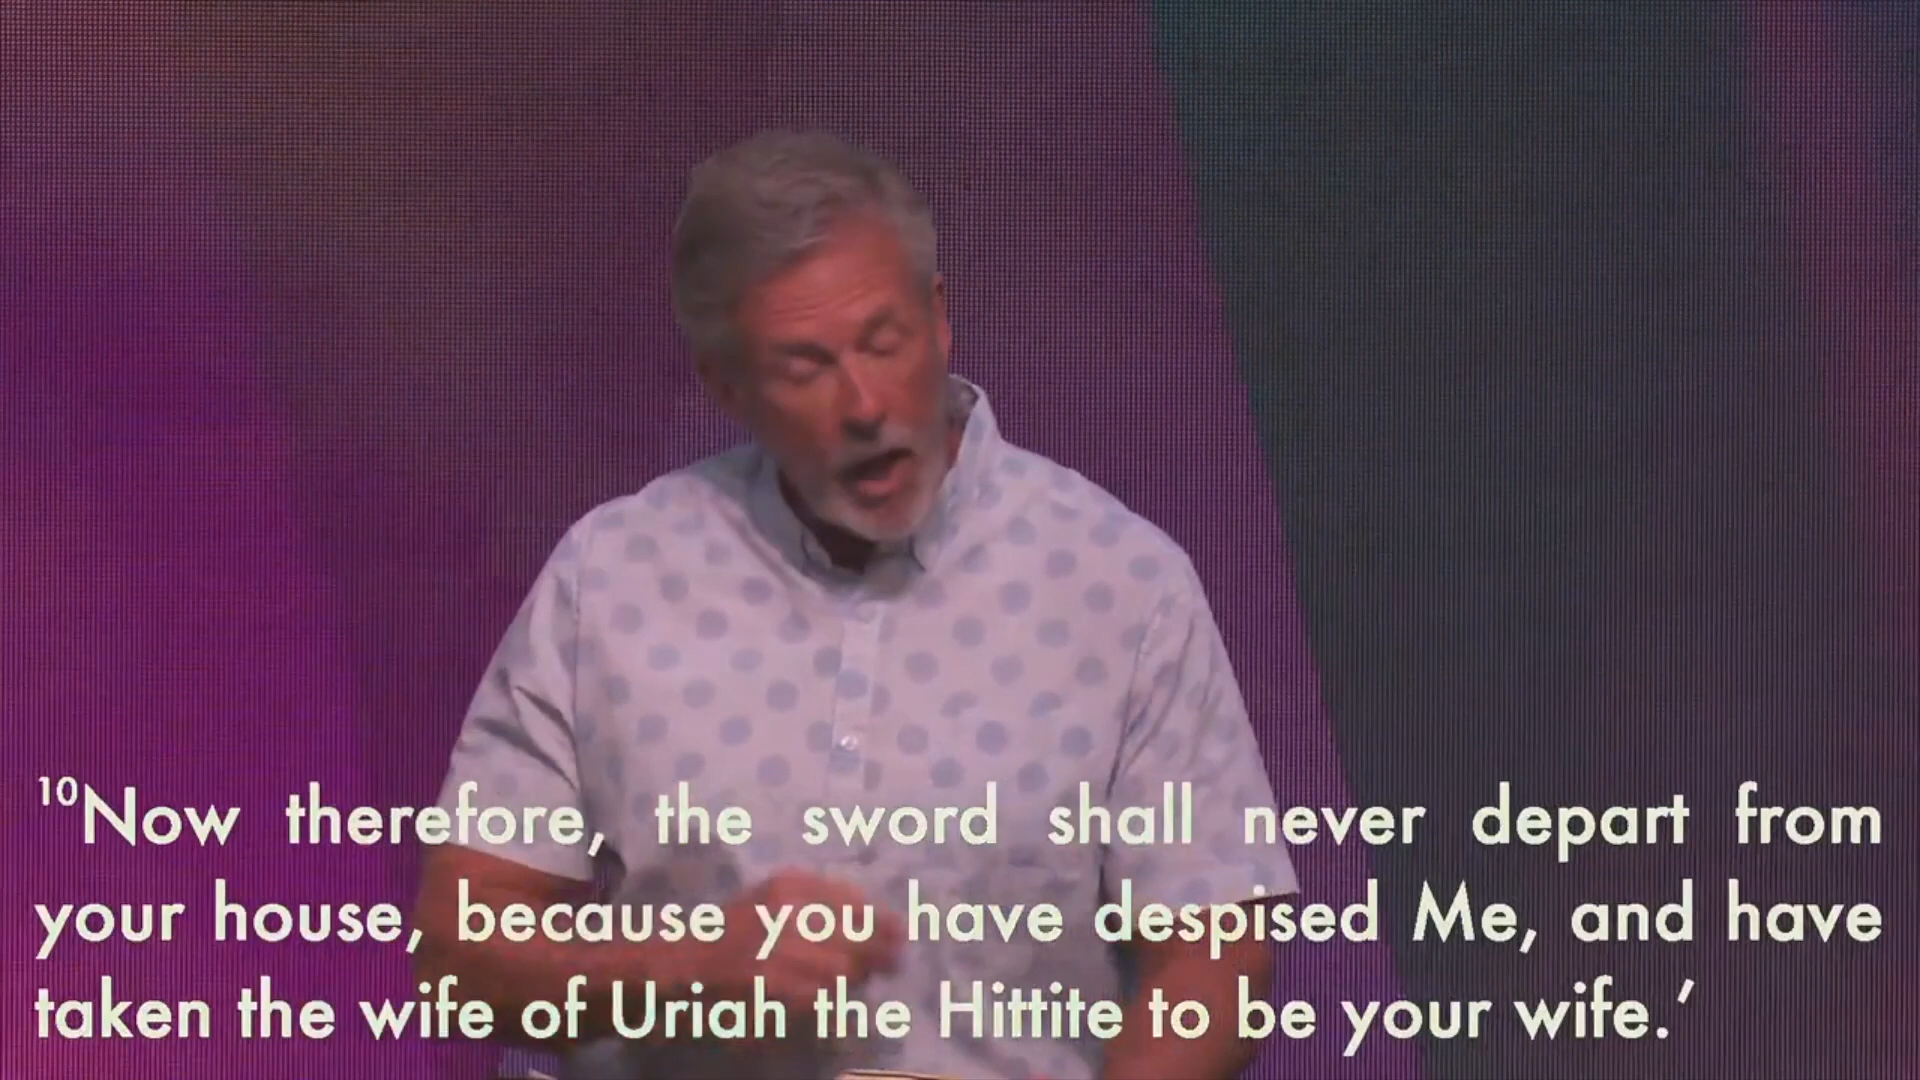 10Now therefore, the sword shall never depart from
your house, because you have despised Me, and have
taken the wife of Uriah the Hittite to be your wife.’